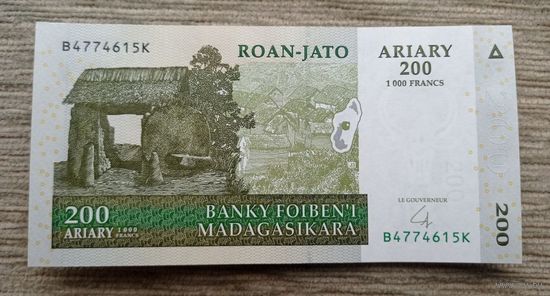 B4774615K
ROAN-JATO
ARIARY
200
1 000 FRANCS
200
200
ARIARY 1 000 FRANCS
BANKY FOIBEN'I
MADAGASIKARA
LE GOUVERNEUR
B4774615K
200